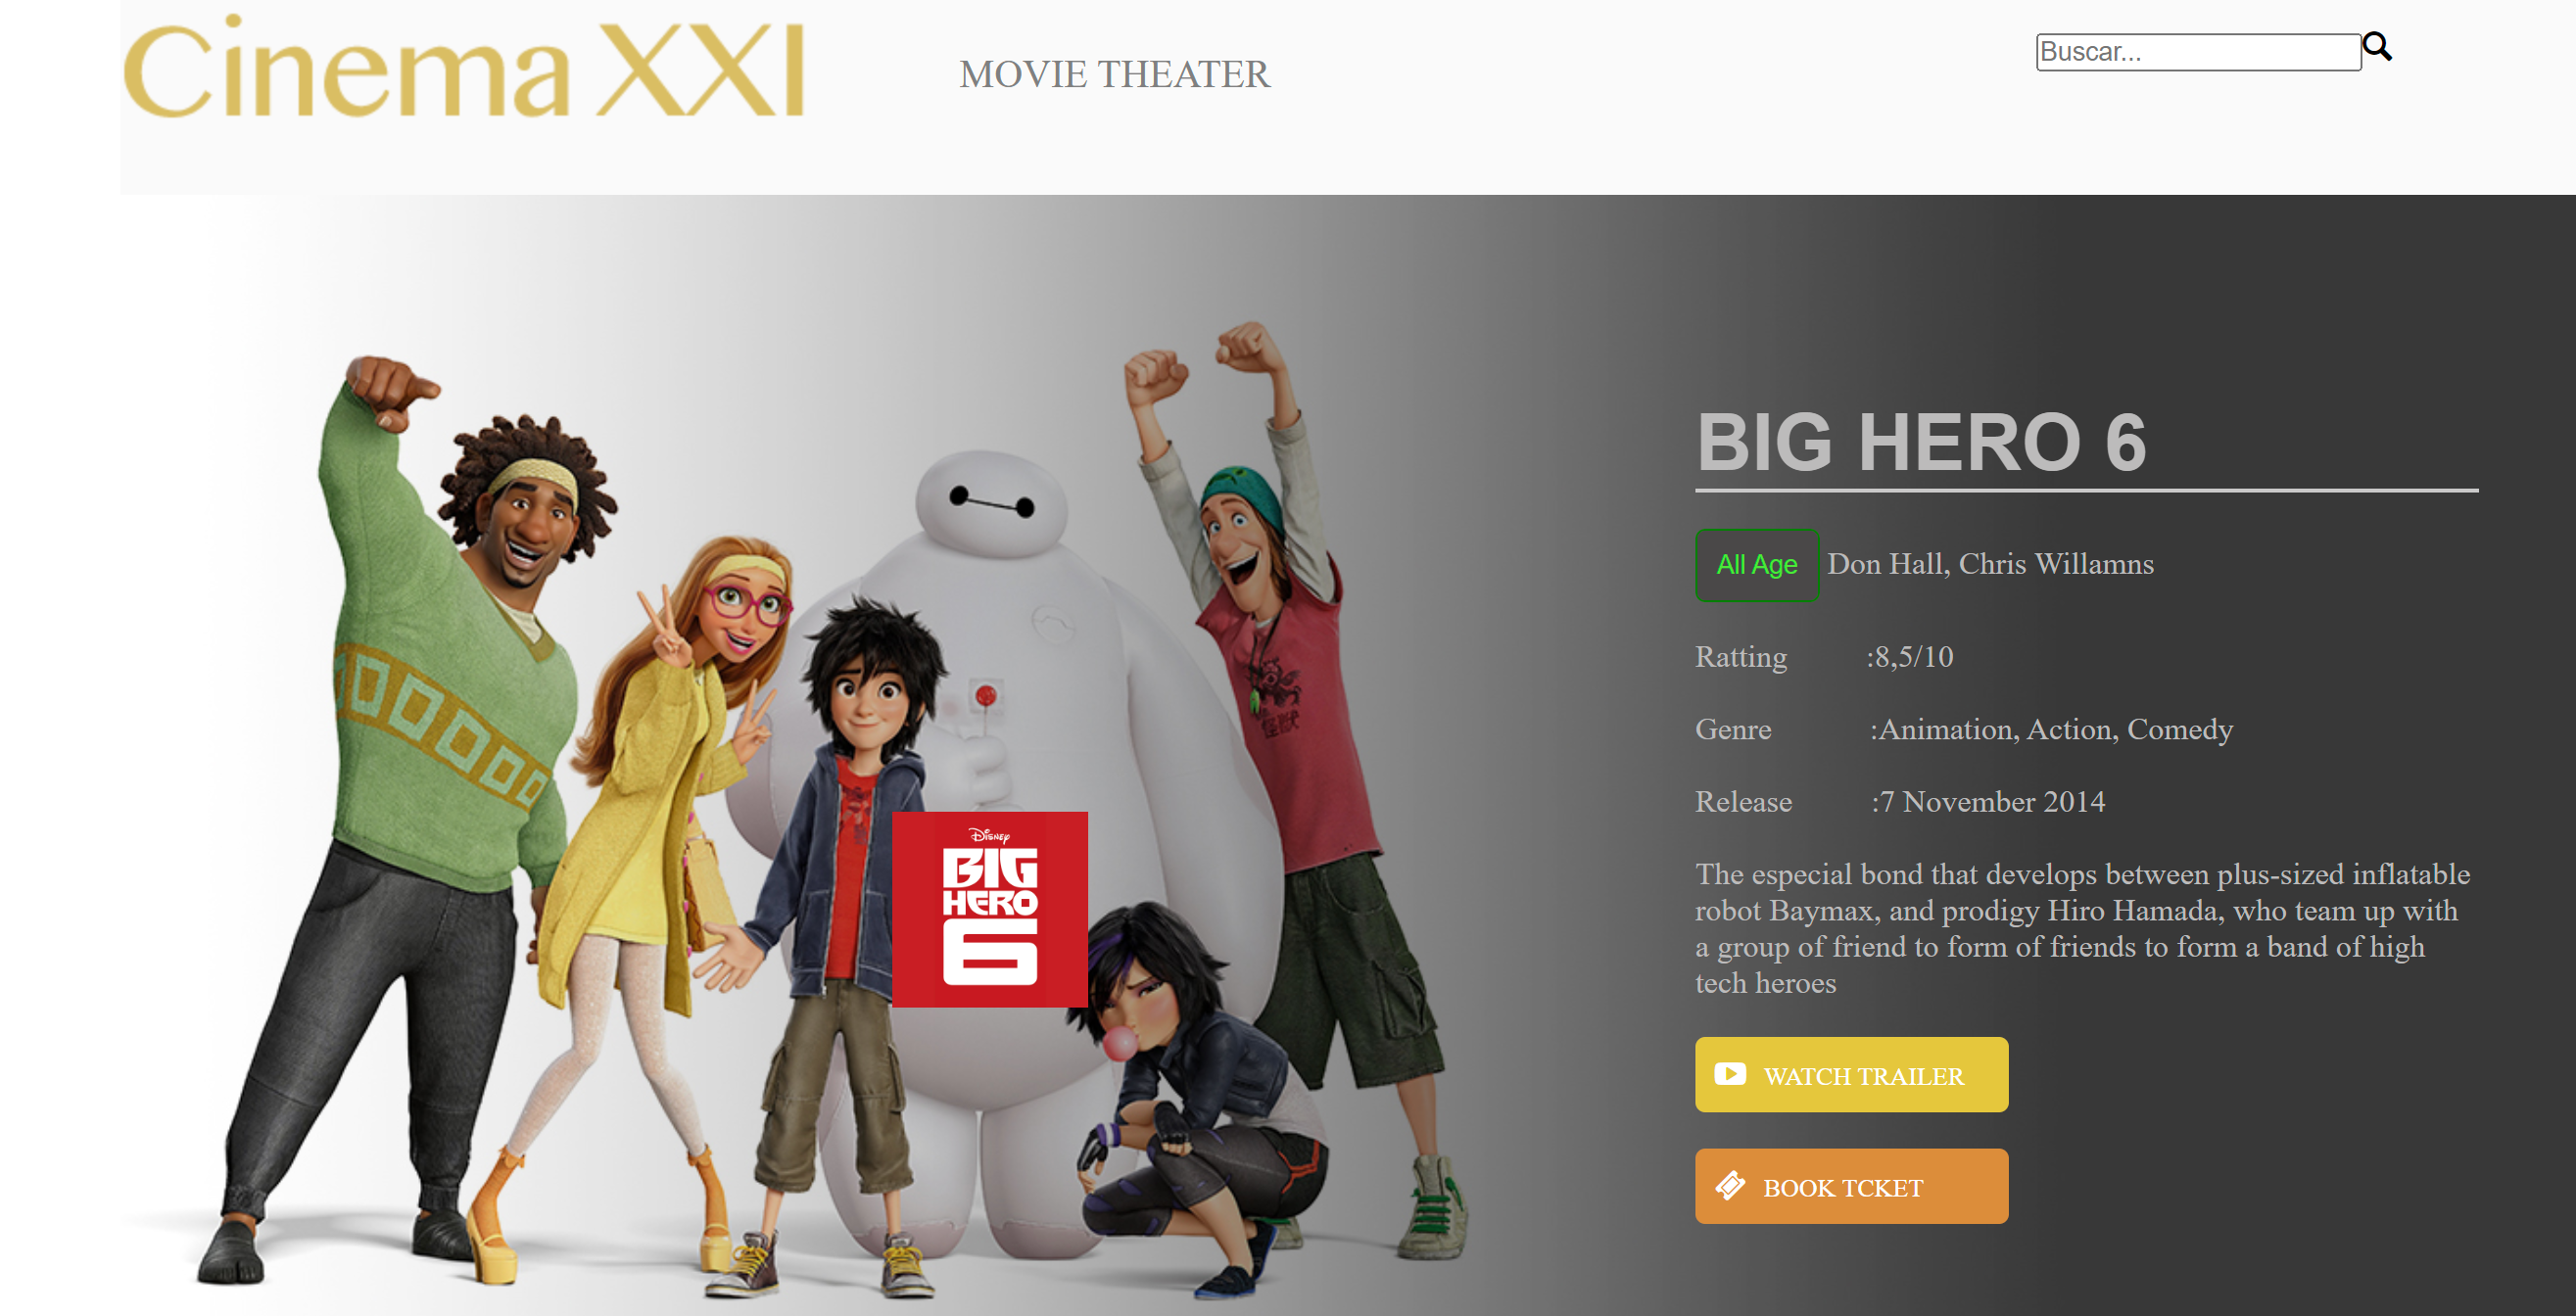 Cinema XXI
MOVIE THEATER
Buscar...
BIG HERO 6
All Age Don Hall, Chris Willamns
Ratting :8,5/10
Genre :Animation, Action, Comedy
Release :7 November 2014
The especial bond that develops between plus-sized inflatable
robot Baymax, and prodigy Hiro Hamada, who team up with
a group of friend to form of friends to form a band of high
tech heroes
WATCH TRAILER
BOOK TCKET
Disney
BIG
HERO
6